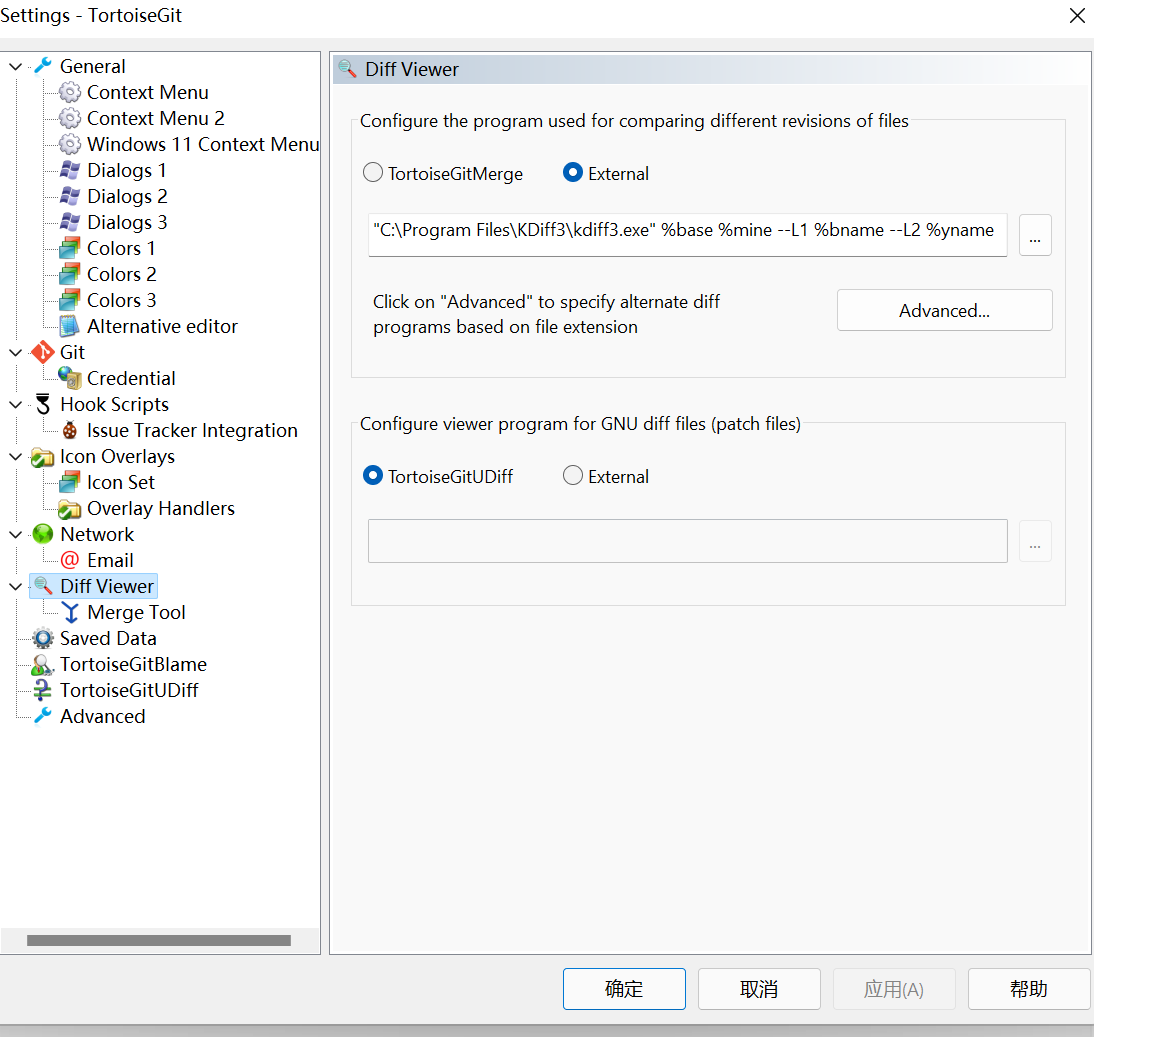 Settings - TortoiseGit
General
Context Menu
Context Menu 2
Windows 11 Context Menu
Dialogs 1
Dialogs 2
Dialogs 3
Colors 1
Colors 2
Colors 3
Alternative editor
Git
Credential
Hook Scripts
Issue Tracker Integration
Icon Overlays
Icon Set
Overlay Handlers
Network
Email
Diff Viewer
Merge Tool
Saved Data
TortoiseGitBlame
TortoiseGitUDiff
Advanced
Diff Viewer
Configure the program used for comparing different revisions of files
TortoiseGitMerge
External
"C:\Program Files\KDiff3\kdiff3.exe" %base %mine --L1 %bname --L2 %yname
...
Click on "Advanced" to specify alternate diff
programs based on file extension
Advanced...
Configure viewer program for GNU diff files (patch files)
TortoiseGitUDiff
External
...
确定
取消
应用(A)
帮助